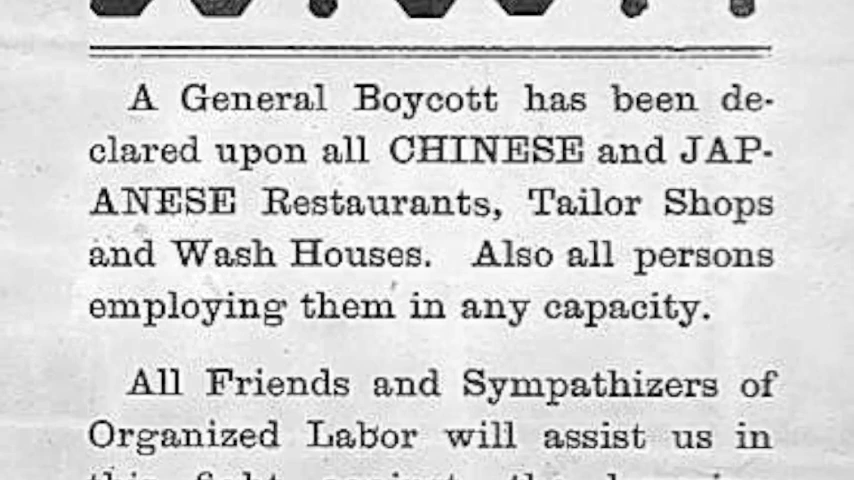 A General Boycott has been de-
clared upon all CHINESE and JAP-
ANESE Restaurants, Tailor Shops
and Wash Houses. Also all persons
employing them in any capacity.
All Friends and Sympathizers of
Organized Labor will assist us in